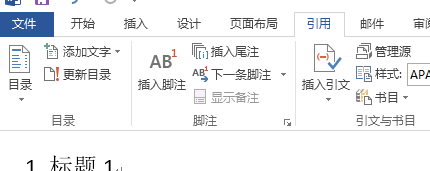 文件 开始 插入 设计 页面布局 引用 邮件
目录 添加文字 更新目录
AB1 插入脚注 插入尾注
AB1 下一条脚注 显示备注
插入引文 管理源
样式: APA
书目
目录 脚注 引文与书目
1 标题 1